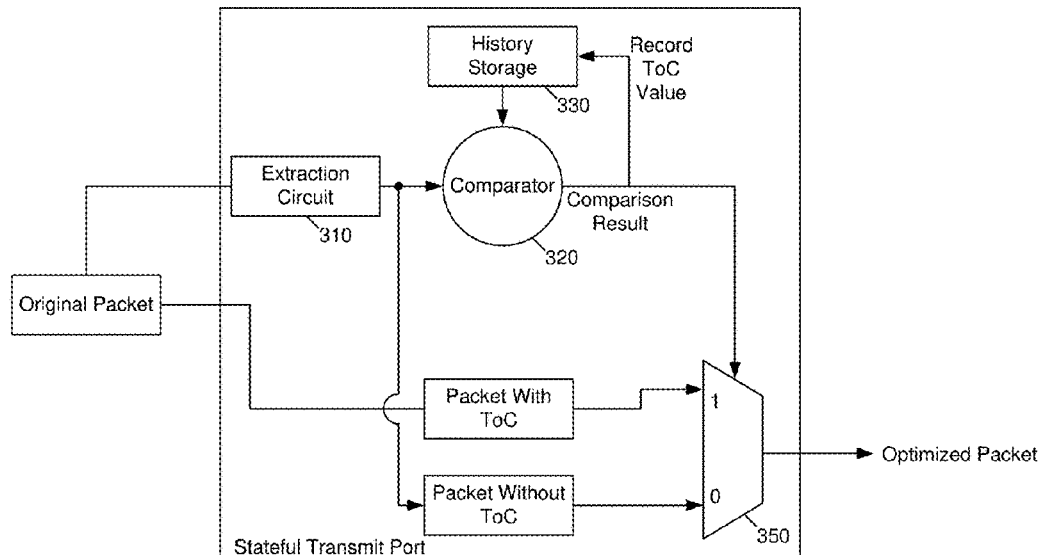 History
Storage
330
Record
ToC
Value
Extraction
Circuit
310
Comparator
320
Comparison
Result
Original Packet
Packet With
ToC
1
Packet Without
ToC
0
350
Optimized Packet
Stateful Transmit Port